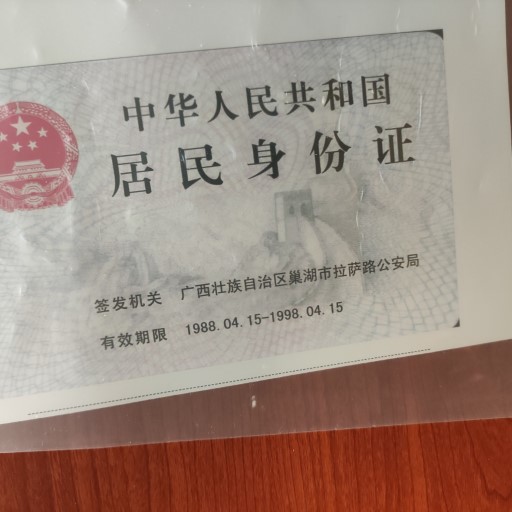 中华人民共和国
居民身份证
签发机关 广西壮族自治区巢湖市拉萨路公安局
有效期限 1988.04.15-1998.04.15